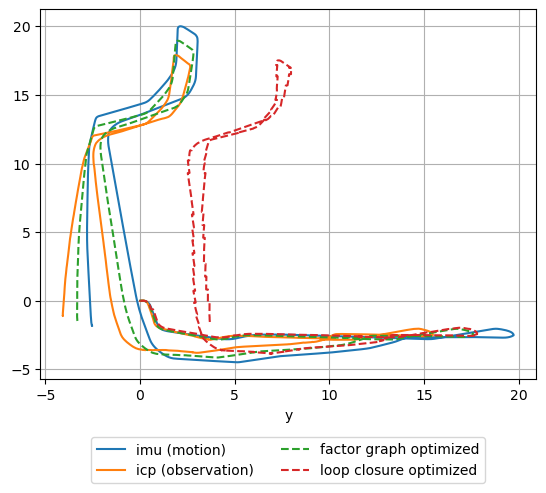 20
15
10
5
0
−5
−5
0
5
10
15
20
y
imu (motion)
icp (observation)
factor graph optimized
loop closure optimized